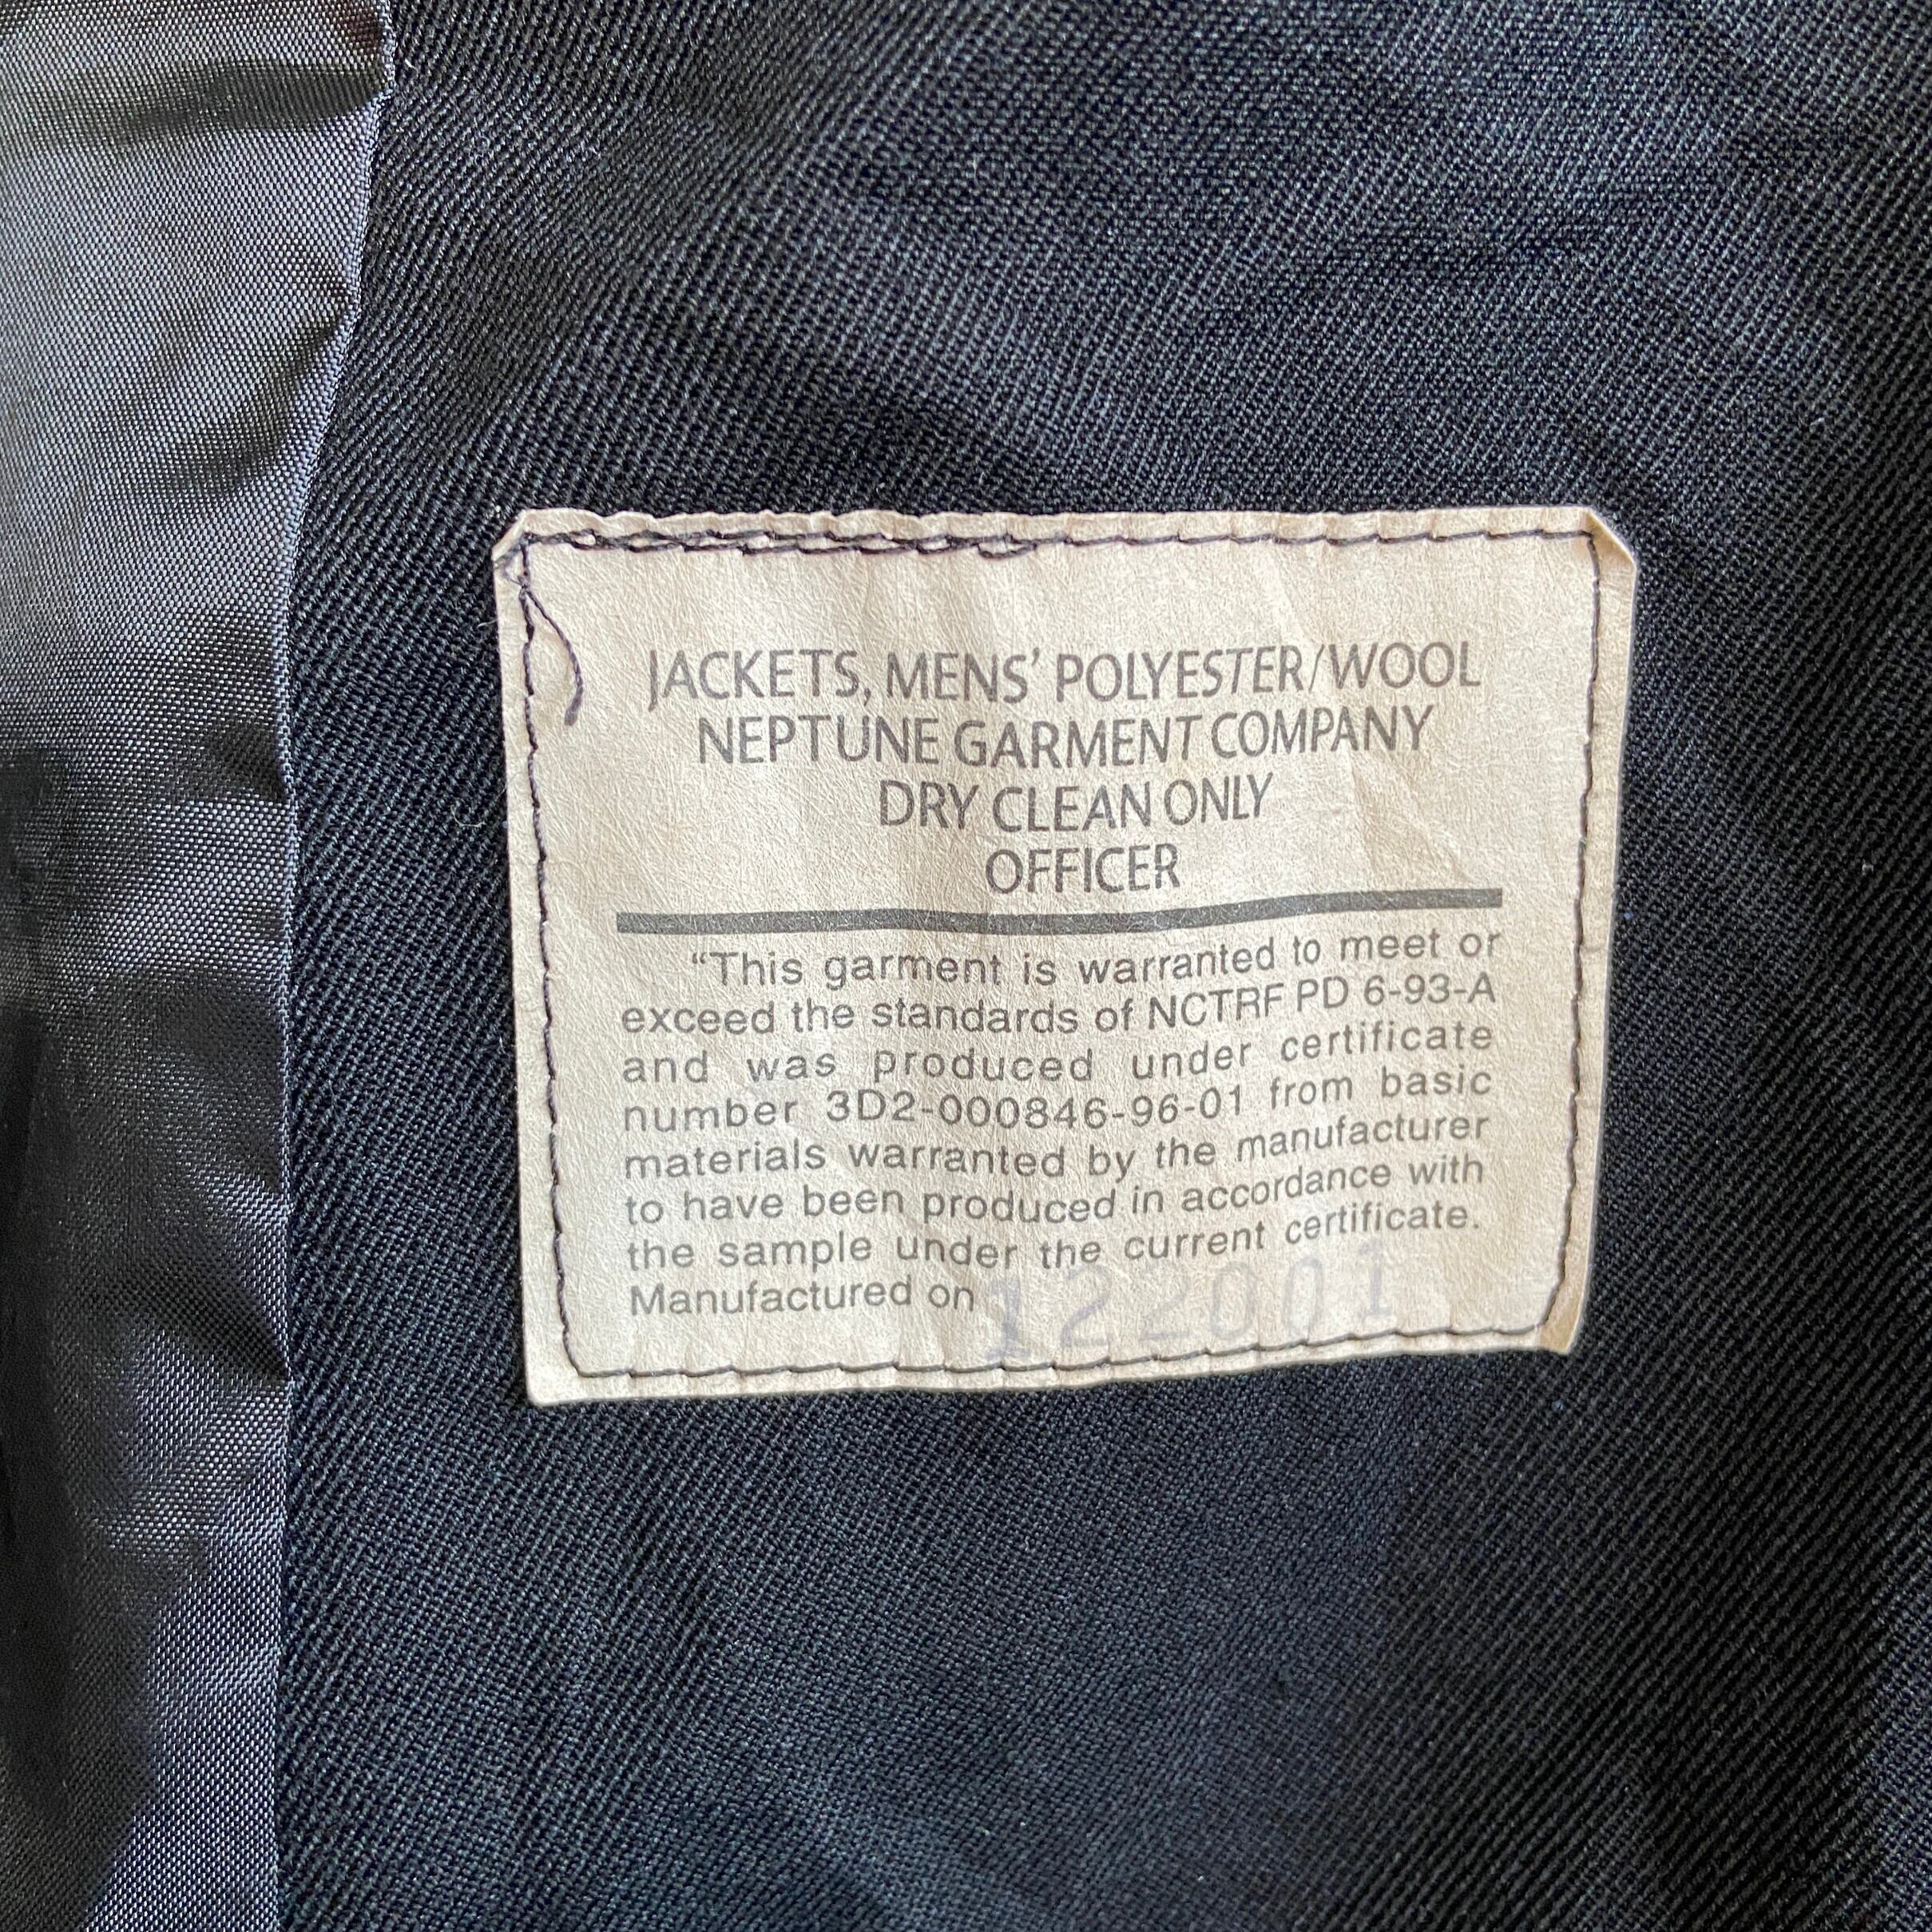 JACKETS, MENS' POLYESTER/WOOL
NEPTUNE GARMENT COMPANY
DRY CLEAN ONLY
OFFICER
“This garment is warranted to meet or
exceed the standards of NCTRF PD 6-93-A
and was produced under certificate
number 3D2-000846-96-01 from basic
materials warranted by the manufacturer
to have been produced in accordance with
the sample under the current certificate.
Manufactured on 122001